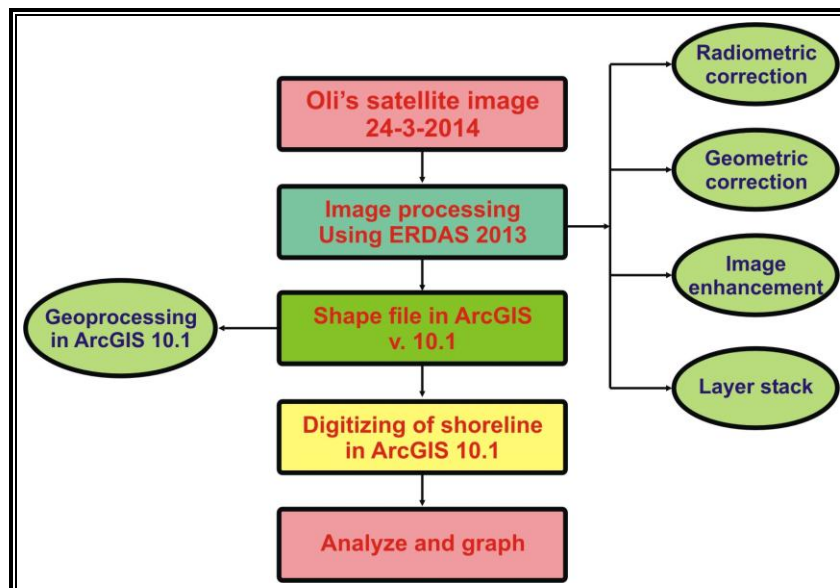 Oli's satellite image
24-3-2014
Image processing
Using ERDAS 2013
Radiometric
correction
Geometric
correction
Image
enhancement
Layer stack
Shape file in ArcGIS
v. 10.1
Geoprocessing
in ArcGIS 10.1
Digitizing of shoreline
in ArcGIS 10.1
Analyze and graph